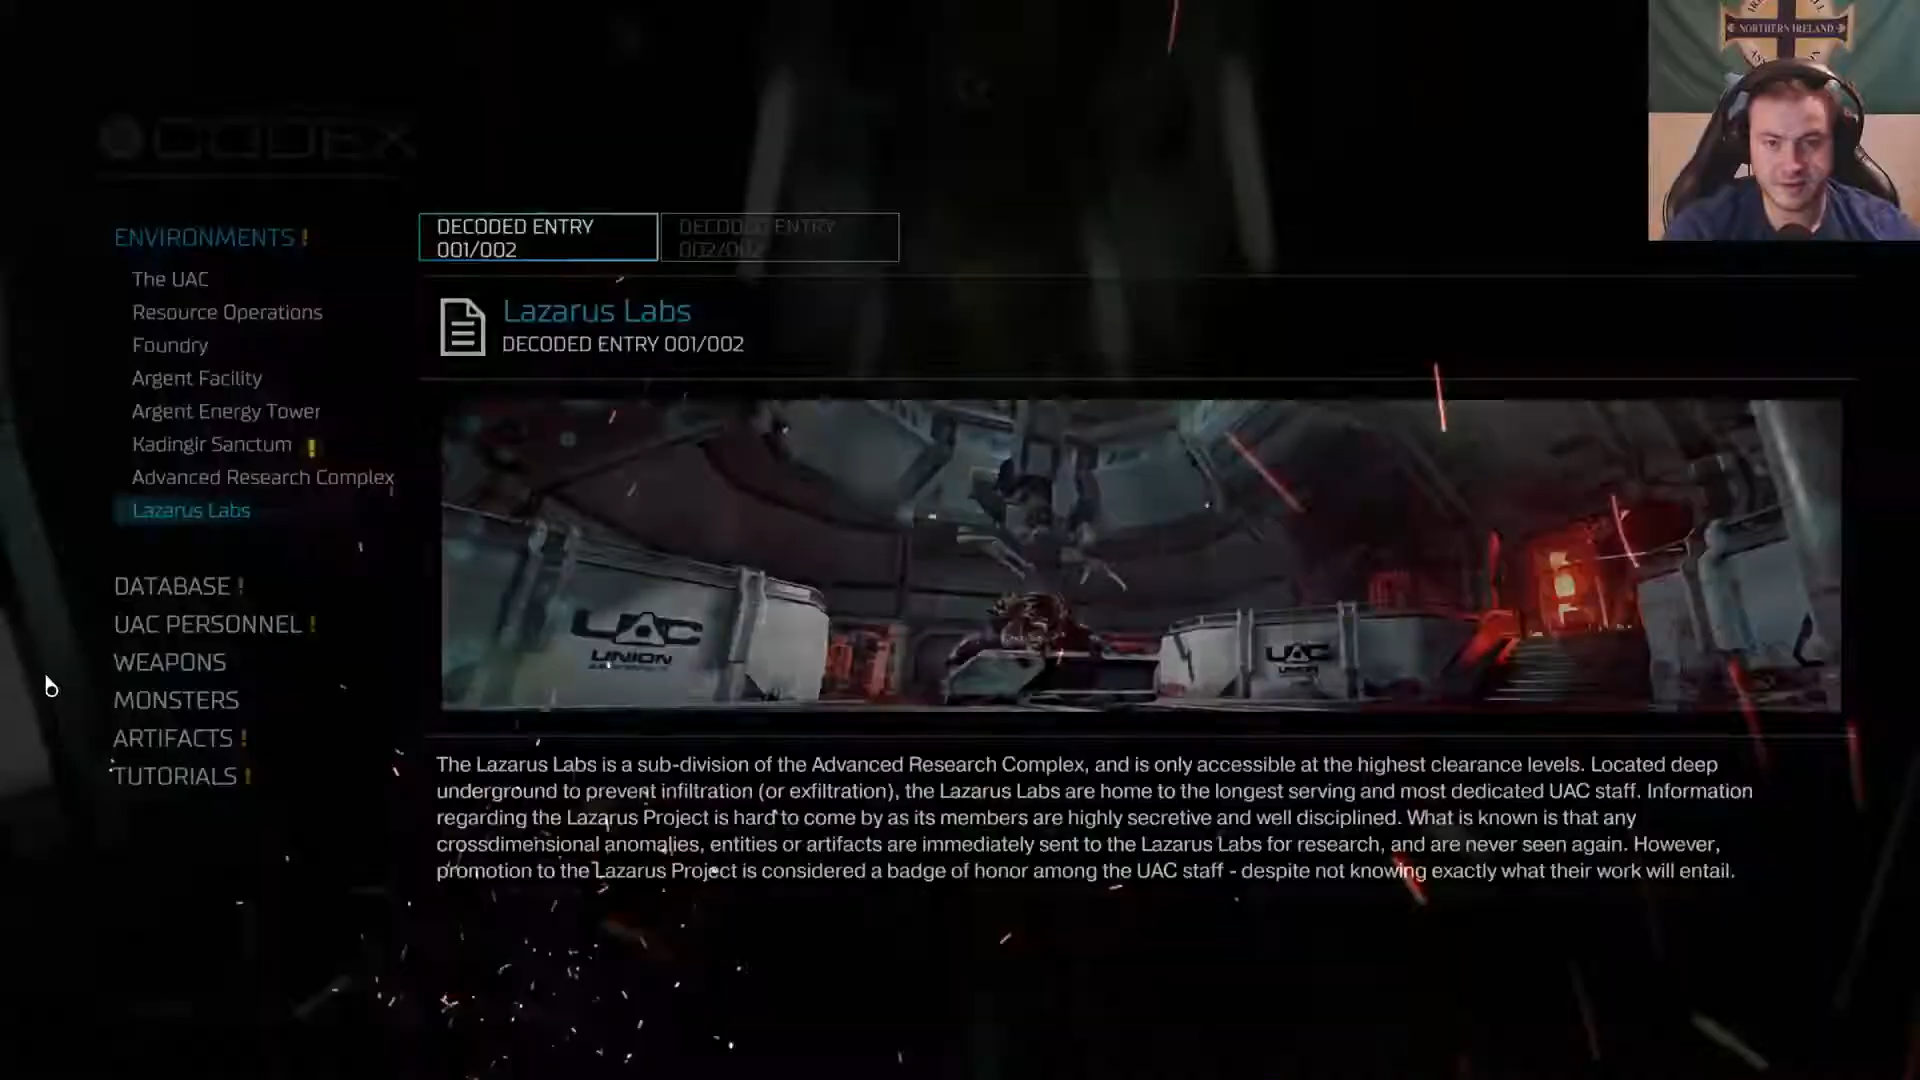 NORTHERN IRELAND
CODEX
ENVIRONMENTS !
The UAC
Resource Operations
Foundry
Argent Facility
Argent Energy Tower
Kadingir Sanctum !
Advanced Research Complex
Lazarus Labs
DATABASE !
UAC PERSONNEL !
WEAPONS
MONSTERS
ARTIFACTS !
TUTORIALS !
DECODED ENTRY
001/002
DECODED ENTRY
002/002
Lazarus Labs
DECODED ENTRY 001/002
UAC
UNION
UAC
The Lazarus Labs is a sub-division of the Advanced Research Complex, and is only accessible at the highest clearance levels. Located deep
underground to prevent infiltration (or exfiltration), the Lazarus Labs are home to the longest serving and most dedicated UAC staff. Information
regarding the Lazarus Project is hard to come by as its members are highly secretive and well disciplined. What is known is that any
crossdimensional anomalies, entities or artifacts are immediately sent to the Lazarus Labs for research, and are never seen again. However,
promotion to the Lazarus Project is considered a badge of honor among the UAC staff - despite not knowing exactly what their work will entail.